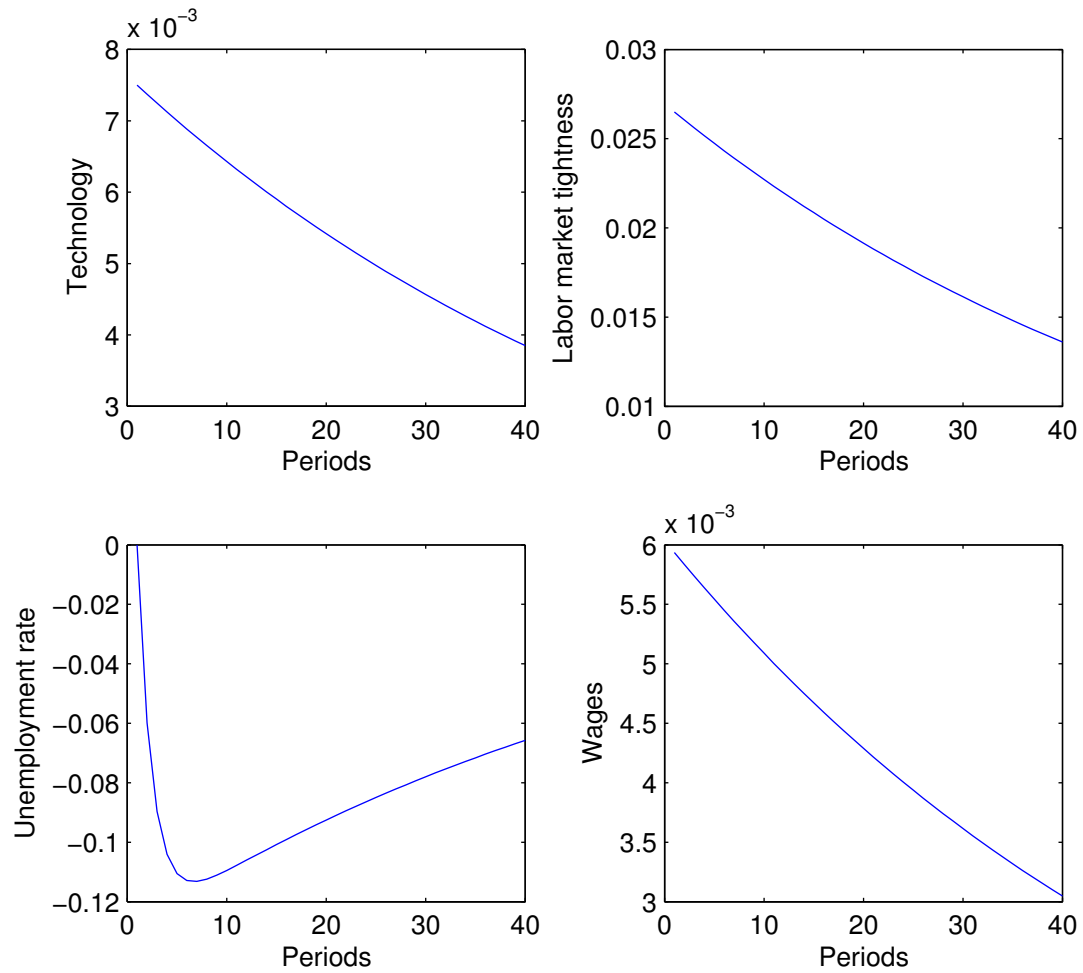 x 10⁻³
8
7
6
5
4
3
Technology
0 10 20 30 40
Periods
0.03
0.025
0.02
0.015
0.01
Labor market tightness
0 10 20 30 40
Periods
0
−0.02
−0.04
−0.06
−0.08
−0.1
−0.12
Unemployment rate
0 10 20 30 40
Periods
x 10⁻³
6
5.5
5
4.5
4
3.5
3
Wages
0 10 20 30 40
Periods